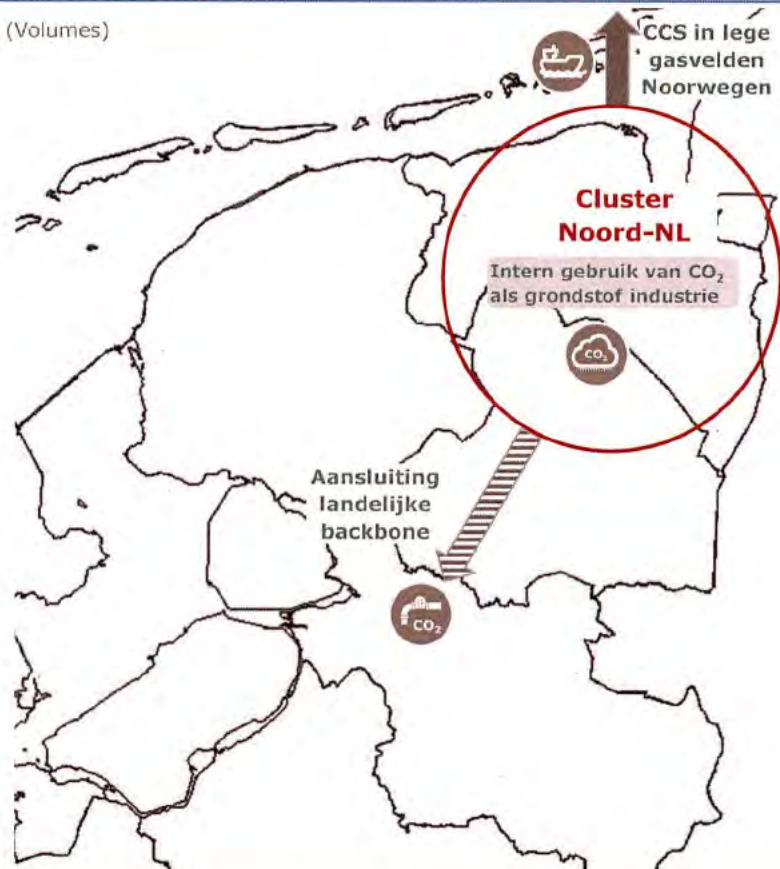 (Volumes)
CCS in lege
gasvelden
Noorwegen
Cluster
Noord-NL
Intern gebruik van CO₂
als grondstof industrie
CO₂
Aansluiting
landelijke
backbone
CO₂